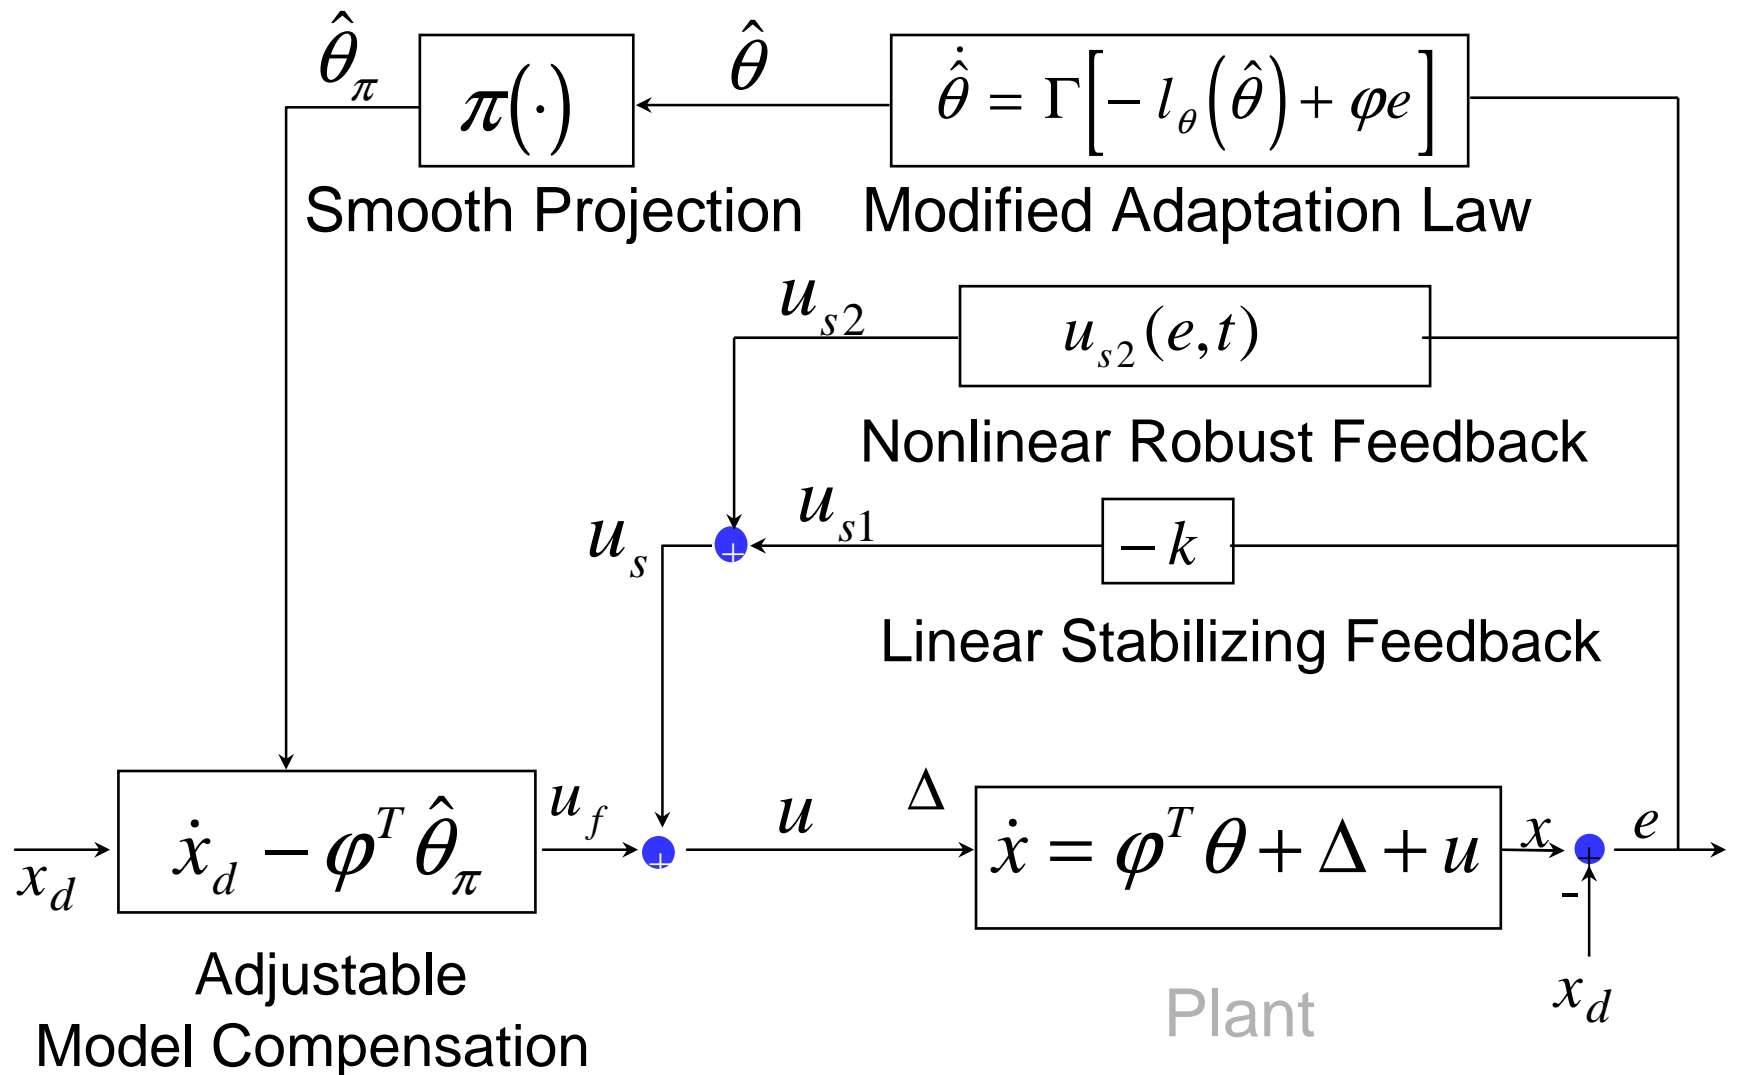 θ̂_π
π(·)
θ̂
θ̂̇ = Γ[− l_θ(θ̂) + φe]
Smooth Projection
Modified Adaptation Law
u_s2
u_s2(e,t)
Nonlinear Robust Feedback
u_s
+
u_s1
− k
Linear Stabilizing Feedback
x_d
ẋ_d − φ^T θ̂_π
u_f
+
u
Δ
ẋ = φ^T θ + Δ + u
x
+
e
-
x_d
Adjustable
Model Compensation
Plant